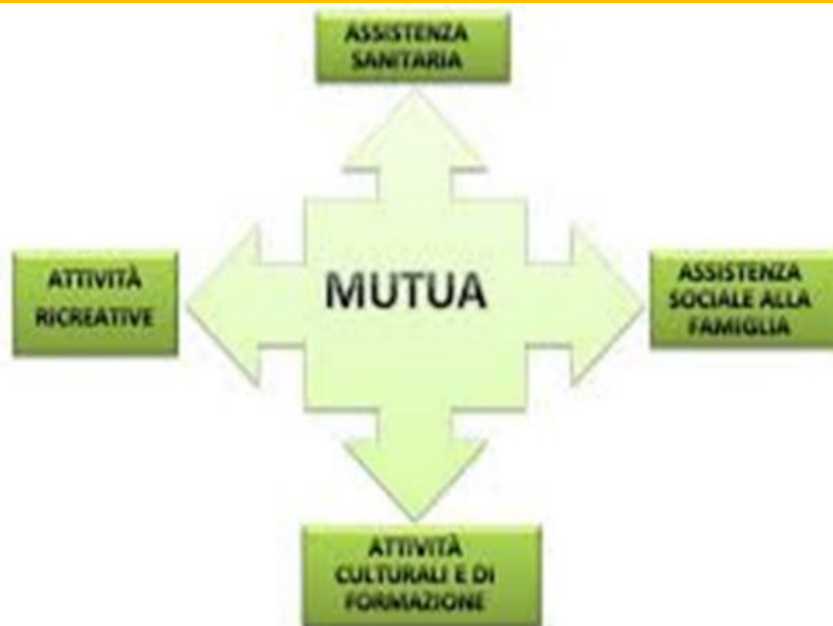 ASSISTENZA
SANITARIA
ATTIVITÀ
RICREATIVE
MUTUA
ASSISTENZA
SOCIALE ALLA
FAMIGLIA
ATTIVITÀ
CULTURALI E DI
FORMAZIONE